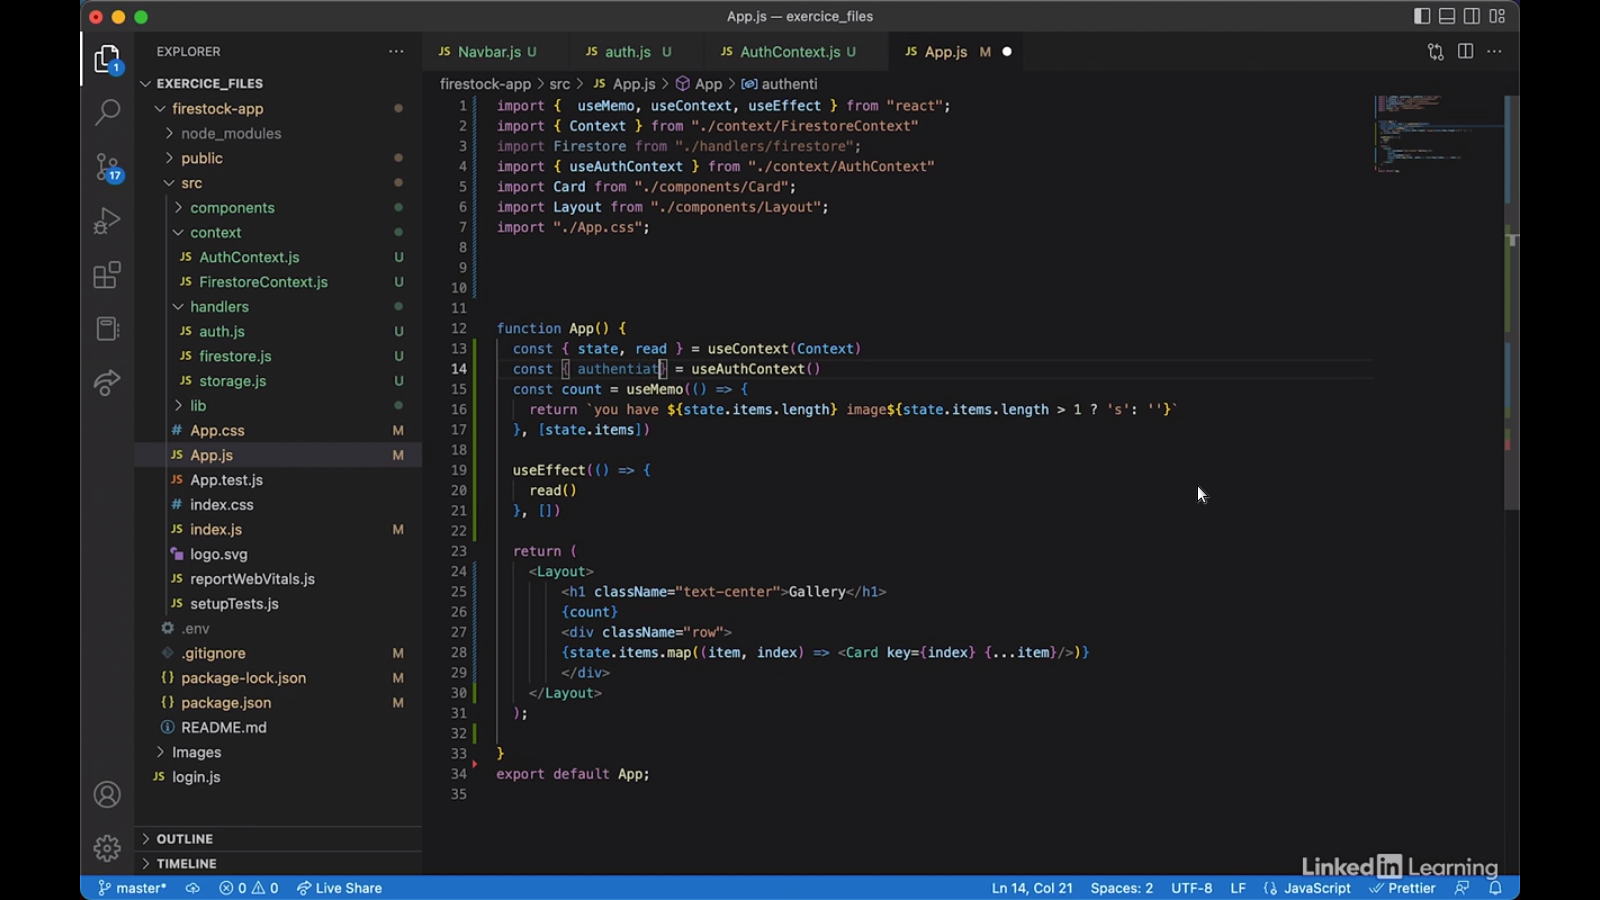 App.js — exercice_files
EXPLORER
EXERCICE_FILES
firestock-app
node_modules
public
src
components
context
JS AuthContext.js U
JS FirestoreContext.js U
handlers
JS auth.js U
JS firestore.js U
JS storage.js U
lib
# App.css M
JS App.js M
JS App.test.js
# index.css
JS index.js M
logo.svg
JS reportWebVitals.js
JS setupTests.js
.env
.gitignore M
{} package-lock.json M
{} package.json M
README.md
Images
JS login.js
OUTLINE
TIMELINE
1
17
JS Navbar.js U JS auth.js U JS AuthContext.js U JS App.js M
firestock-app > src > JS App.js > App > authenti
1 import {  useMemo, useContext, useEffect } from "react";
2 import { Context } from "./context/FirestoreContext"
3 import Firestore from "./handlers/firestore";
4 import { useAuthContext } from "./context/AuthContext"
5 import Card from "./components/Card";
6 import Layout from "./components/Layout";
7 import "./App.css";
8
9
10
11
12 function App() {
13 const { state, read } = useContext(Context)
14 const { authentiat} = useAuthContext()
15 const count = useMemo(() => {
16 return `you have ${state.items.length} image${state.items.length > 1 ? 's': ''}`
17 }, [state.items])
18
19 useEffect(() => {
20 read()
21 }, [])
22
23 return (
24 <Layout>
25 <h1 className="text-center">Gallery</h1>
26 {count}
27 <div className="row">
28 {state.items.map((item, index) => <Card key={index} {...item}/>)}
29 </div>
30 </Layout>
31 );
32
33 }
34 export default App;
35
LinkedIn Learning
master* 0 0 Live Share Ln 14, Col 21 Spaces: 2 UTF-8 LF {} JavaScript Prettier